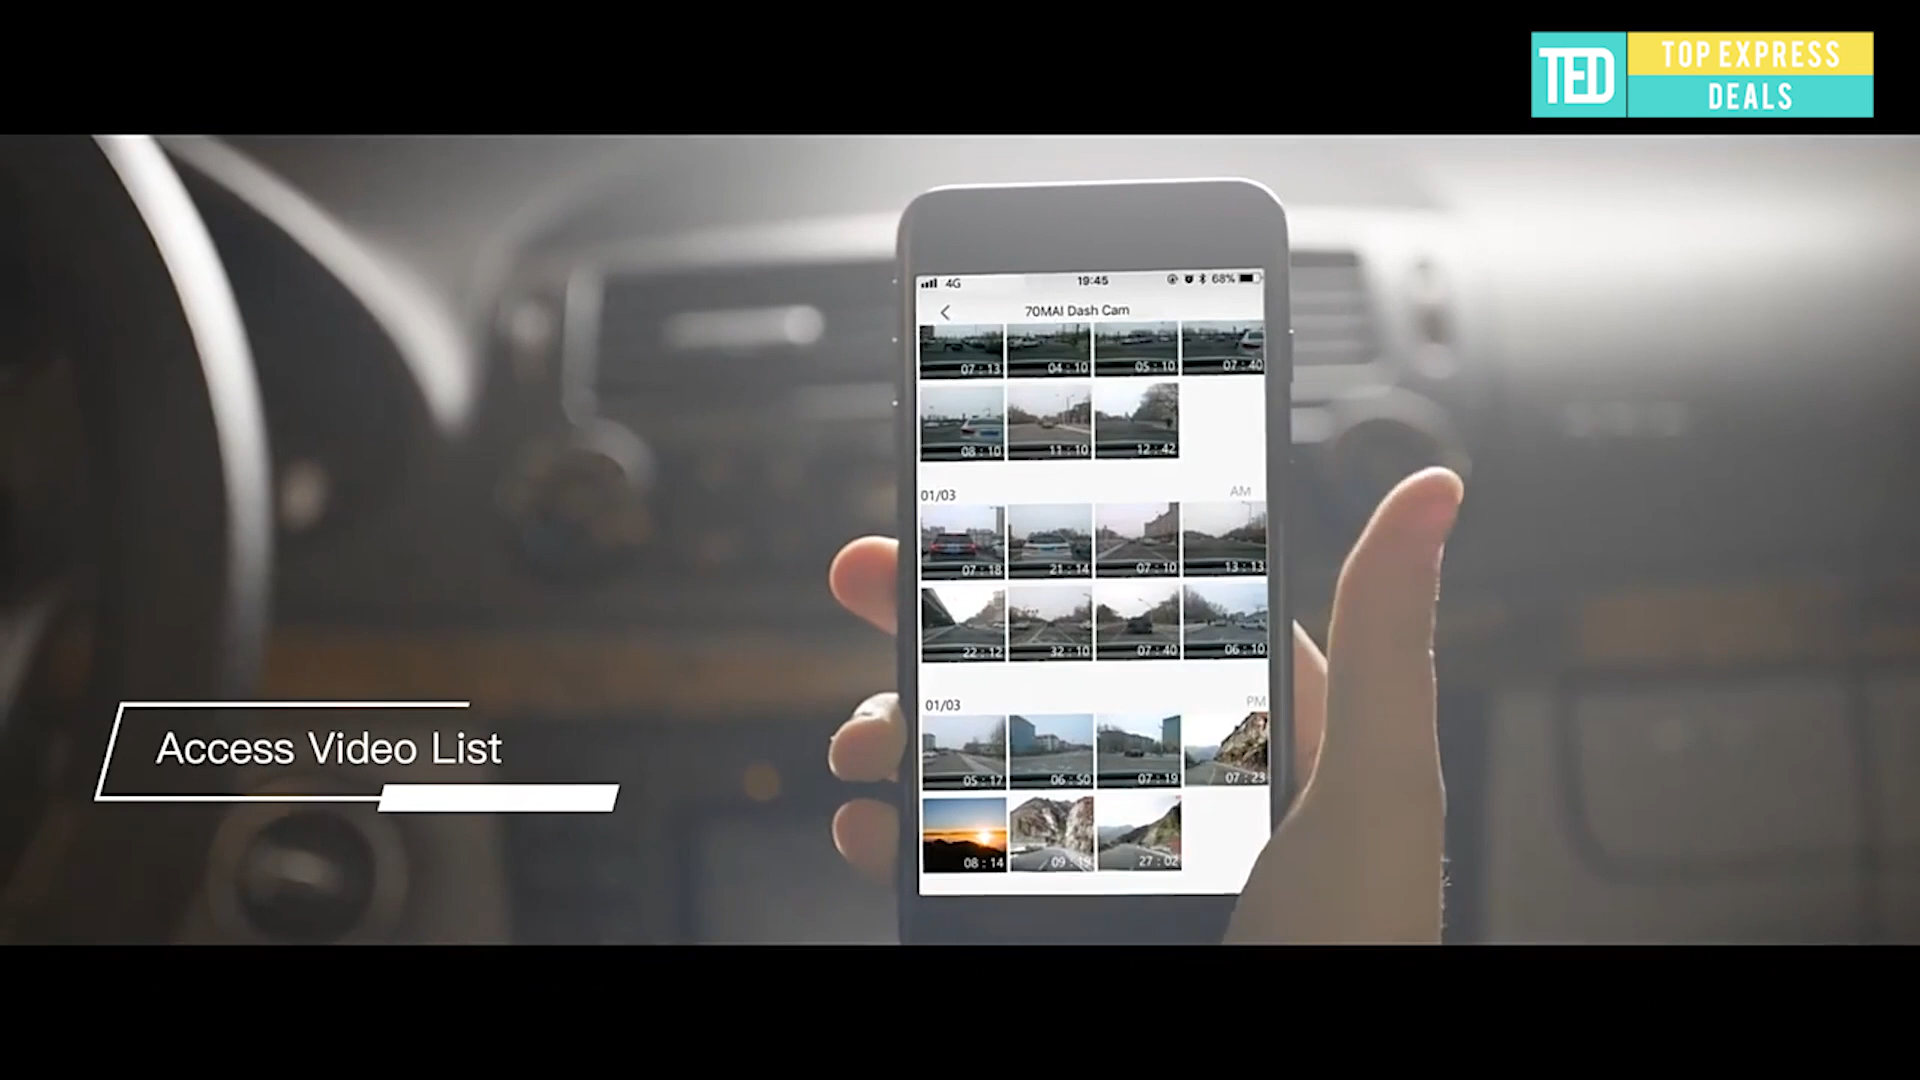 TED
TOP EXPRESS
DEALS
4G 19:45 68%
70MAI Dash Cam
07:13 04:10 05:10 07:40
08:10 11:10 12:42
01/03 AM
07:18 21:14 07:10 13:13
22:12 32:10 07:40 06:10
01/03 PM
05:17 06:50 07:19 07:23
08:14 09:19 27:02
Access Video List